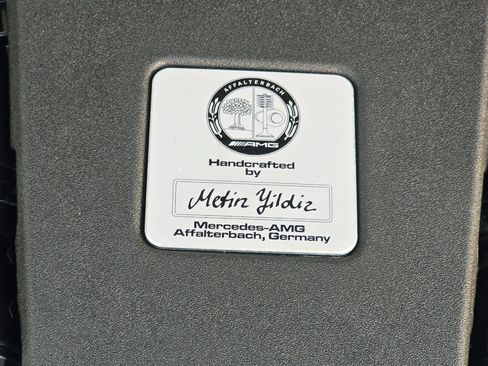 AFFALTERBACH
AMG
Handcrafted
by
Metin Yildiz
Mercedes-AMG
Affalterbach, Germany